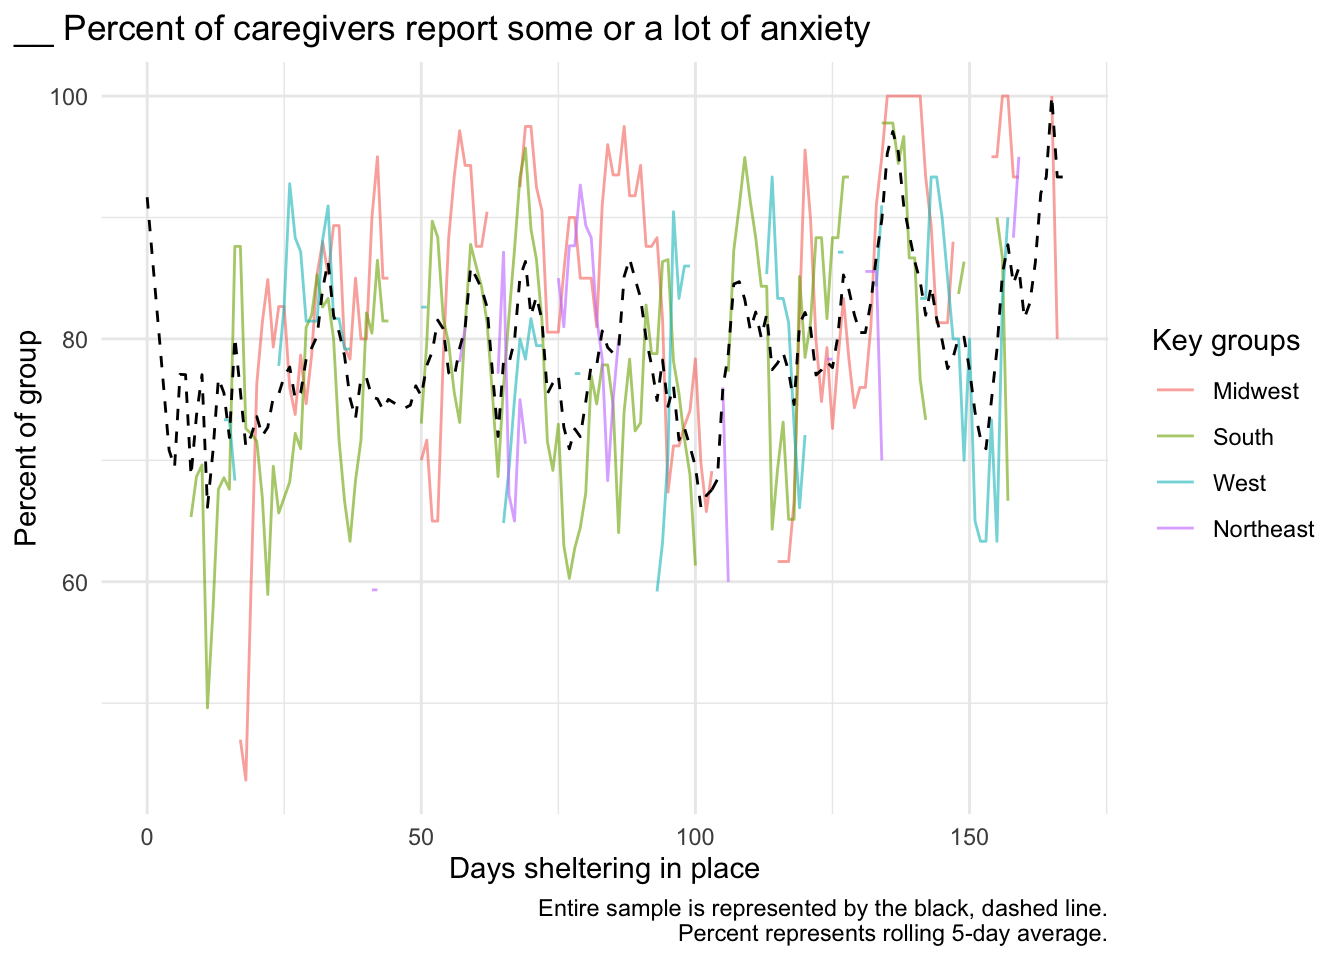 __ Percent of caregivers report some or a lot of anxiety
100
80
60
Percent of group
0 50 100 150
Days sheltering in place
Key groups
Midwest
South
West
Northeast
Entire sample is represented by the black, dashed line.
Percent represents rolling 5-day average.